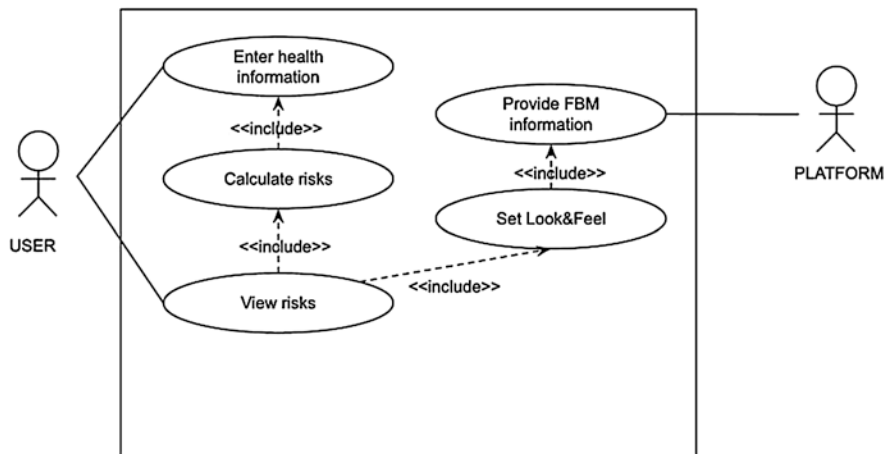 Enter health
information
<<include>>
Calculate risks
<<include>>
View risks
Provide FBM
information
<<include>>
Set Look&Feel
<<include>>
USER
PLATFORM